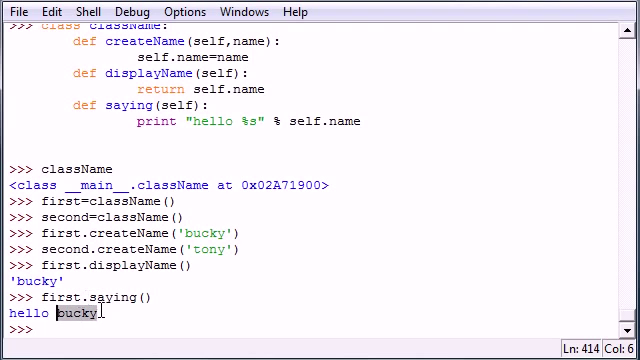 File Edit Shell Debug Options Windows Help
>>> class className:
def createName(self,name):
self.name=name
def displayName(self):
return self.name
def saying(self):
print "hello %s" % self.name
>>> className
<class __main__.className at 0x02A71900>
>>> first=className()
>>> second=className()
>>> first.createName('bucky')
>>> second.createName('tony')
>>> first.displayName()
'bucky'
>>> first.saying()
hello bucky
>>>
Ln: 414 Col: 6